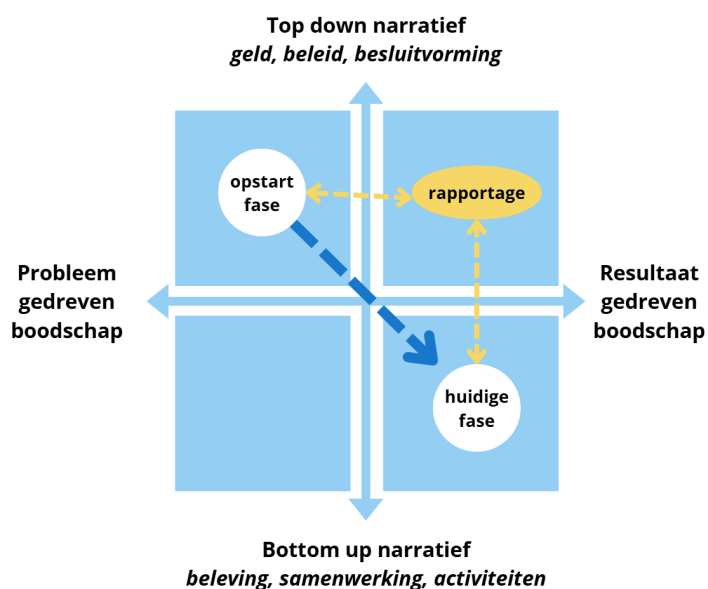 Top down narratief
geld, beleid, besluitvorming
opstart
fase
rapportage
Probleem
gedreven
boodschap
Resultaat
gedreven
boodschap
huidige
fase
Bottom up narratief
beleving, samenwerking, activiteiten